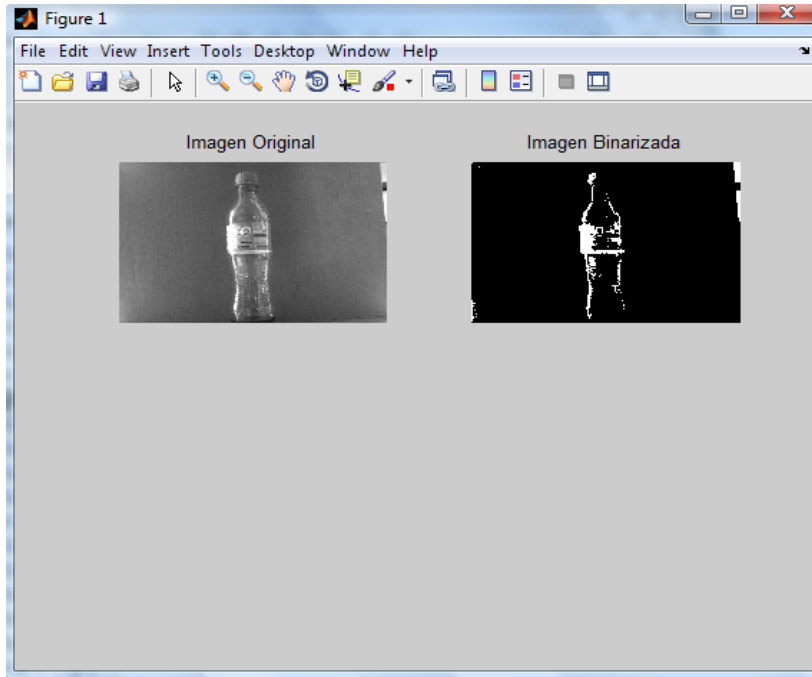 Figure 1
File Edit View Insert Tools Desktop Window Help
Imagen Original
Imagen Binarizada